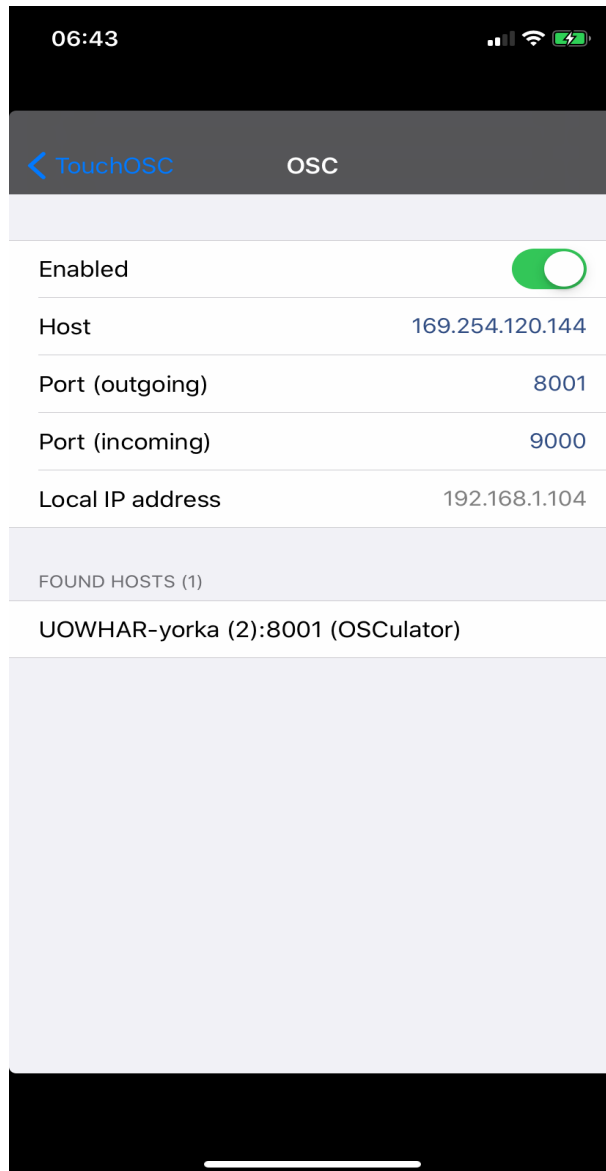 06:43
TouchOSC OSC
Enabled
Host 169.254.120.144
Port (outgoing) 8001
Port (incoming) 9000
Local IP address 192.168.1.104
FOUND HOSTS (1)
UOWHAR-yorka (2):8001 (OSCulator)